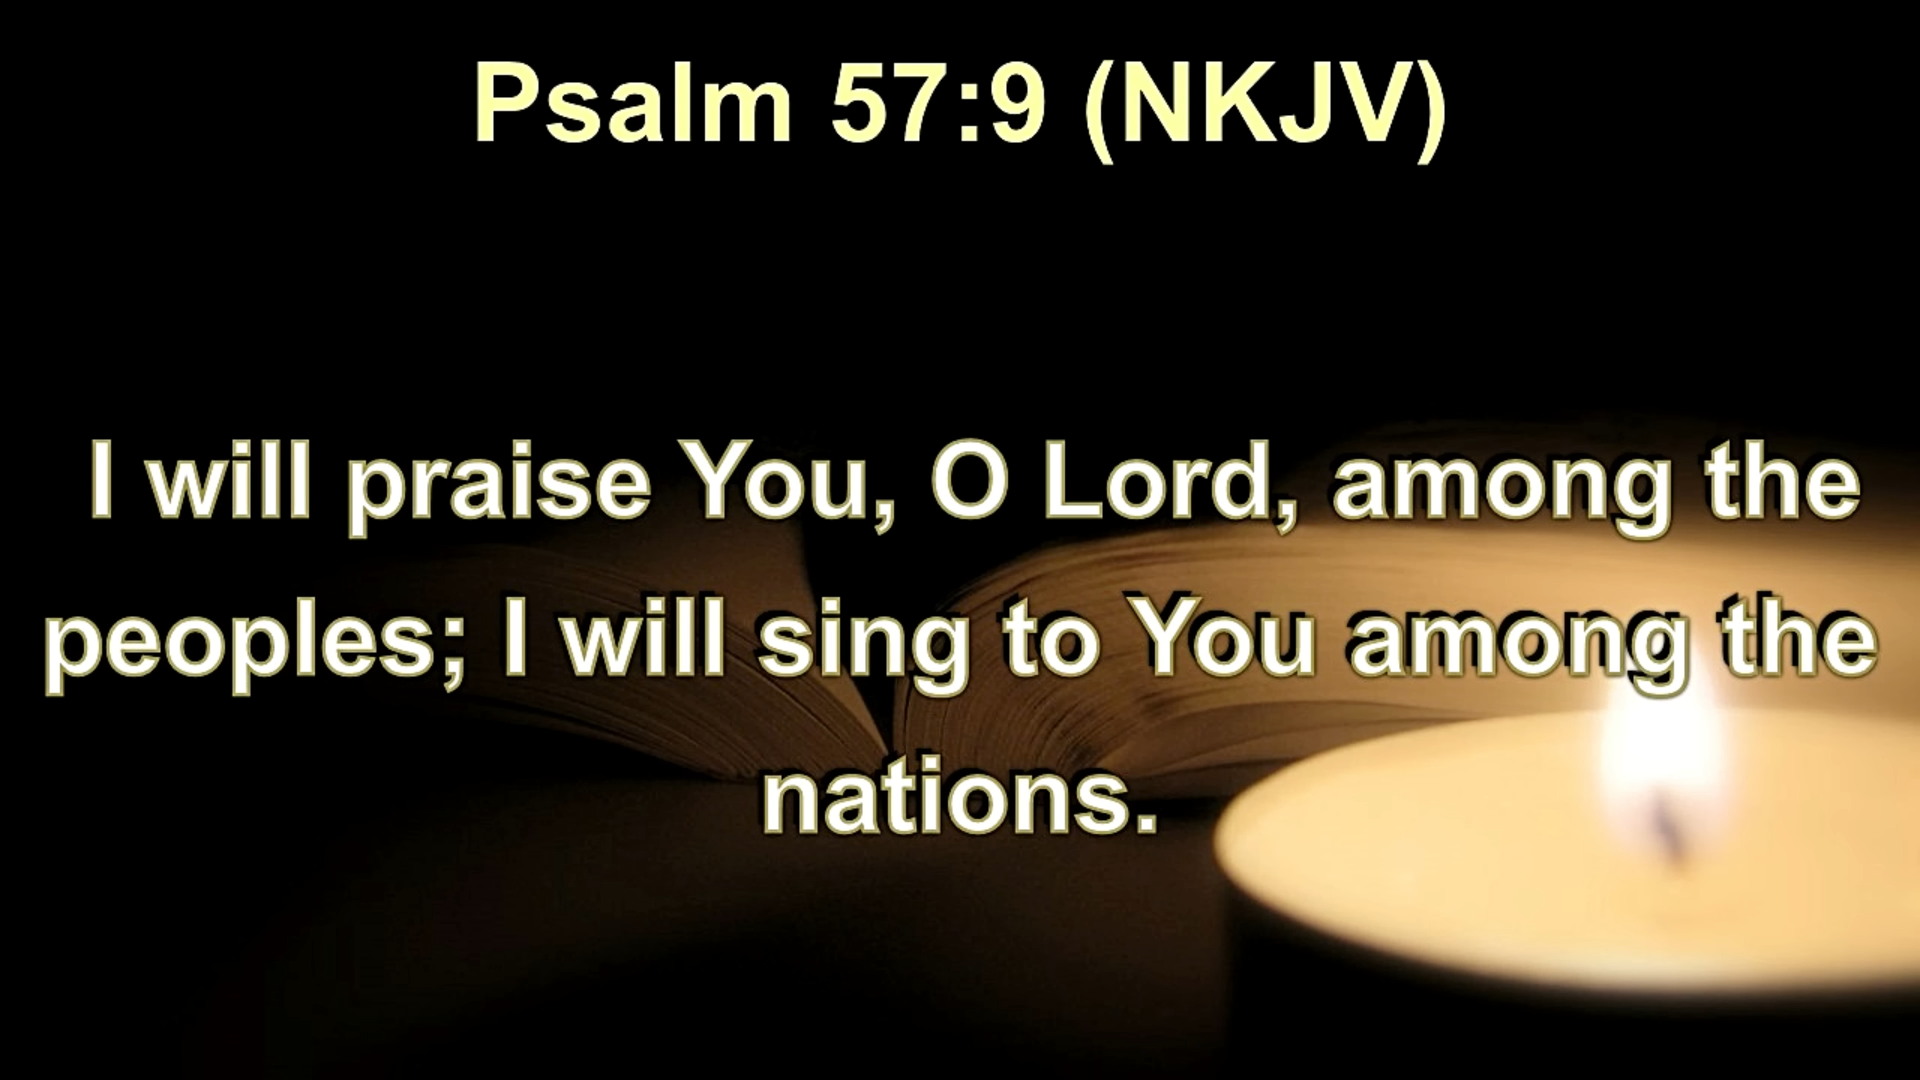 Psalm 57:9 (NKJV)
I will praise You, O Lord, among the
peoples; I will sing to You among the
nations.